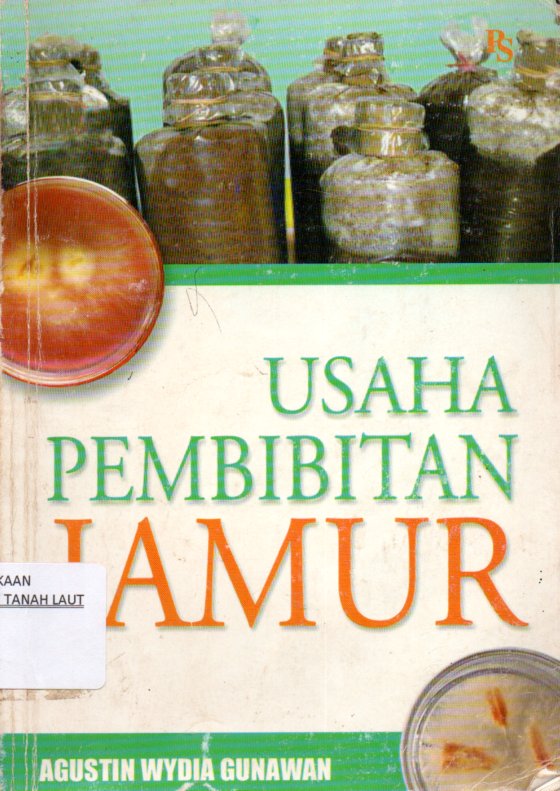 PS
USAHA
PEMBIBITAN
JAMUR
KAAN
TANAH LAUT
AGUSTIN WYDIA GUNAWAN